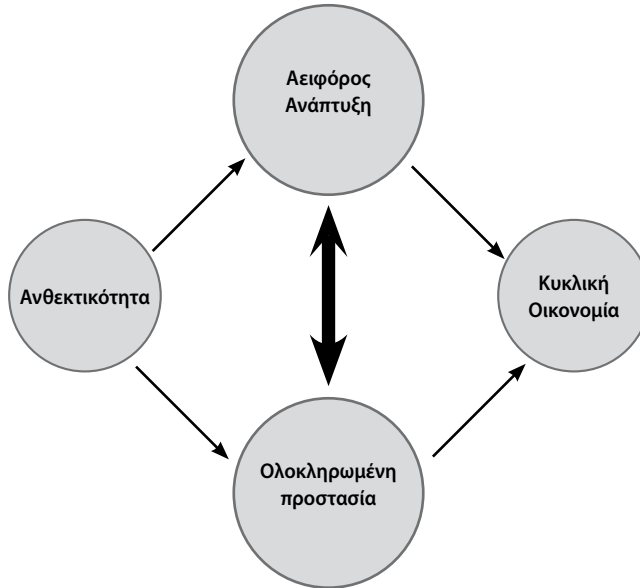 Αειφόρος
Ανάπτυξη
Ανθεκτικότητα
Κυκλική
Οικονομία
Ολοκληρωμένη
προστασία